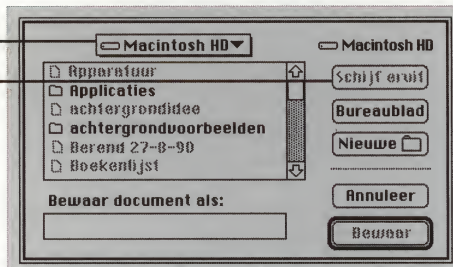 Macintosh HD
Macintosh HD
Apparatuur
Applicaties
achtergrondidee
achtergrondvoorbeelden
Berend 27-8-90
Boekenlijst
Schijf eruit
Bureaublad
Nieuwe
Bewaar document als:
Annuleer
Bewaar